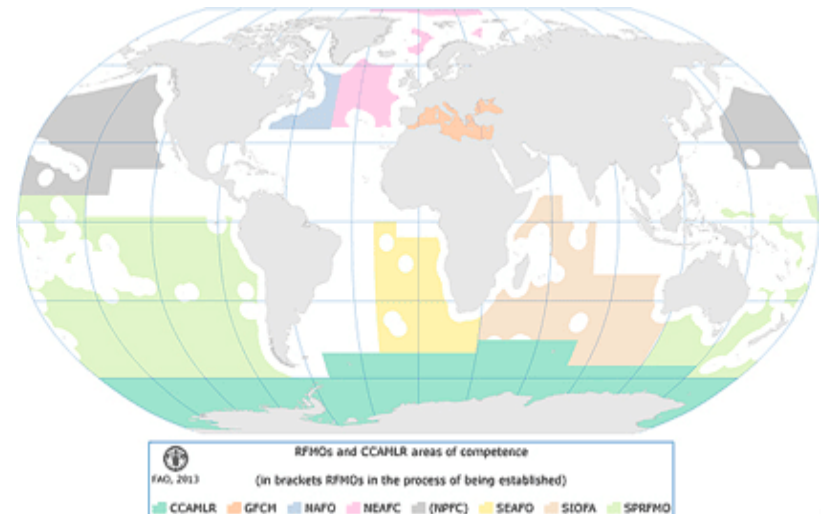 RFMOs and CCAMLR areas of competence
FAO, 2013
(in brackets RFMOs in the process of being established)
CCAMLR GFCM NAFO NEAFC (NPFC) SEAFO SIOFA SPRFMO